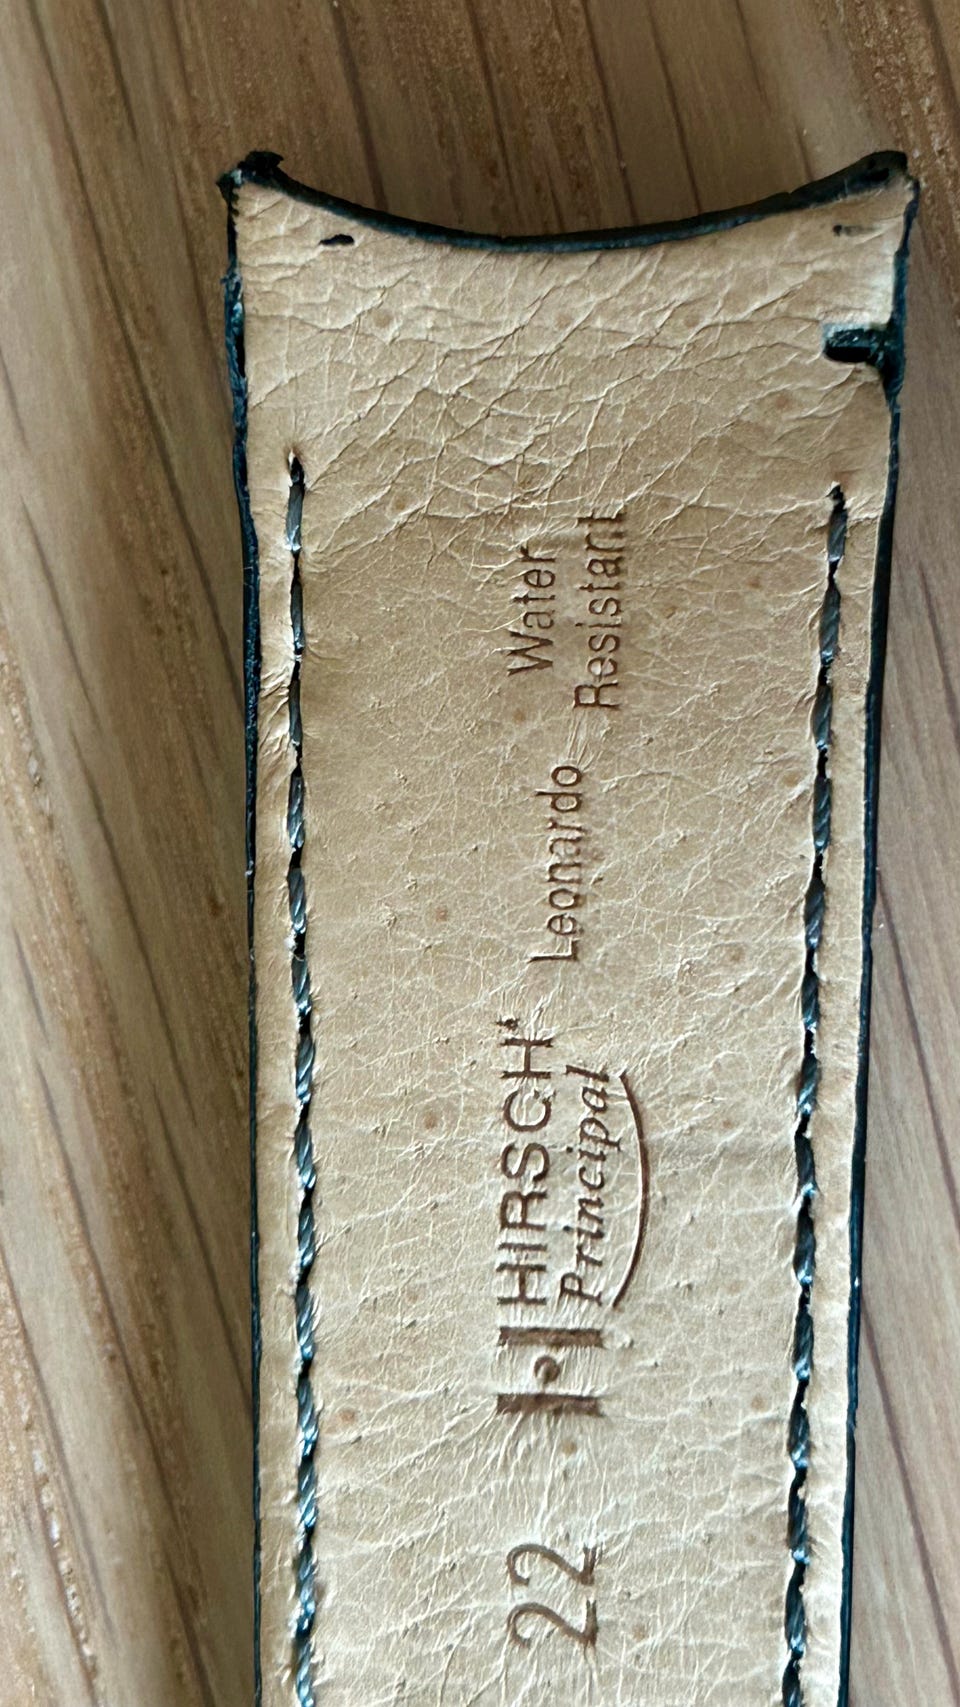 22
HIRSCH®
Principal
Leonardo
Water
Resistant